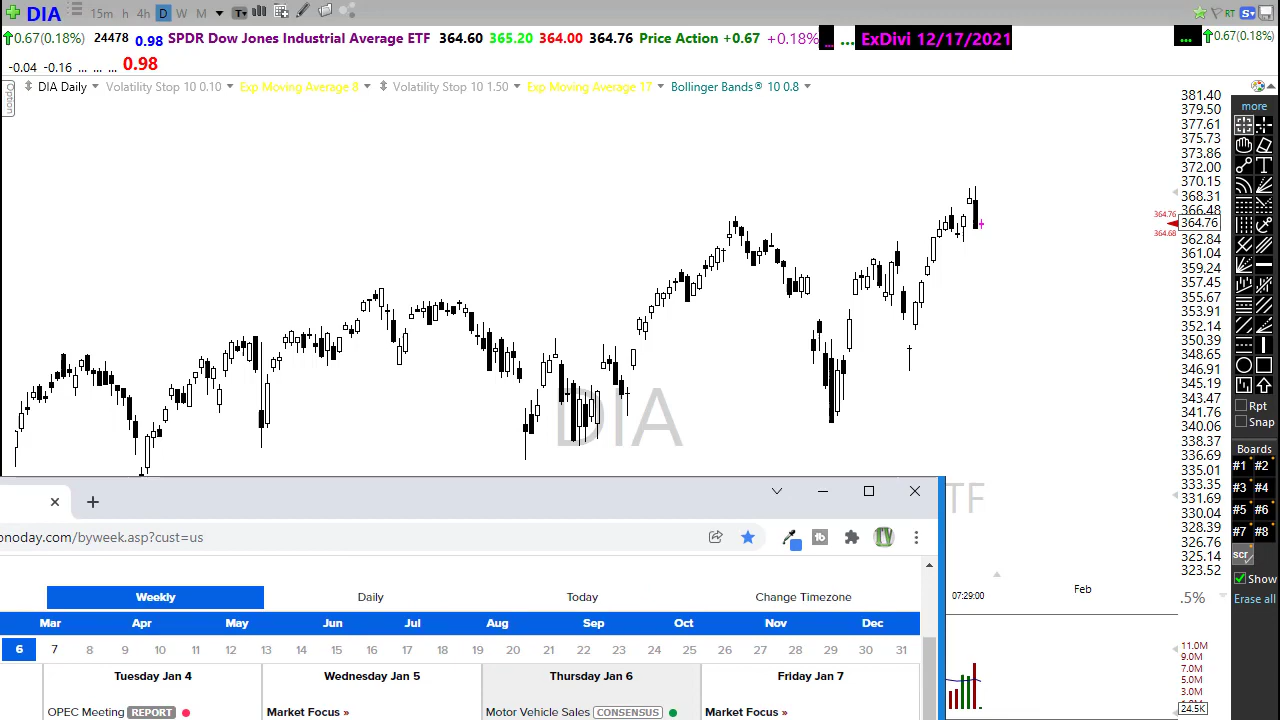 DIA 15m h 4h D W M T RT S
0.67(0.18%) 24478 0.98 SPDR Dow Jones Industrial Average ETF 364.60 365.20 364.00 364.76 Price Action +0.67 +0.18% ... ... ExDivi 12/17/2021 ... 0.67(0.18%)
-0.04 -0.16 ... ... 0.98
Option
DIA Daily Volatility Stop 10 0.10 Exp Moving Average 8 Volatility Stop 10 1.50 Exp Moving Average 17 Bollinger Bands® 10 0.8
381.40
379.50
377.61
375.73
373.86
372.00
370.15
368.31
366.48
364.76
364.76
364.68
362.84
361.04
359.24
357.45
355.67
353.91
352.14
350.39
348.65
346.91
345.19
343.47
341.76
340.06
338.37
336.69
335.01
333.35
331.69
330.04
328.39
326.76
325.14
323.52
more
T
Rpt
Snap
Boards
#1 #2
#3 #4
#5 #6
#7 #8
scr
Show
Erase all
DIA
ETF
07:29:00 Feb
.5%
11.0M
9.0M
7.0M
5.0M
3.0M
24.5K
onoday.com/byweek.asp?cust=us
tb
Weekly Daily Today Change Timezone
Mar Apr May Jun Jul Aug Sep Oct Nov Dec
6 7 8 9 10 11 12 13 14 15 16 17 18 19 20 21 22 23 24 25 26 27 28 29 30 31
Tuesday Jan 4 Wednesday Jan 5 Thursday Jan 6 Friday Jan 7
OPEC Meeting REPORT Market Focus » Motor Vehicle Sales CONSENSUS Market Focus »